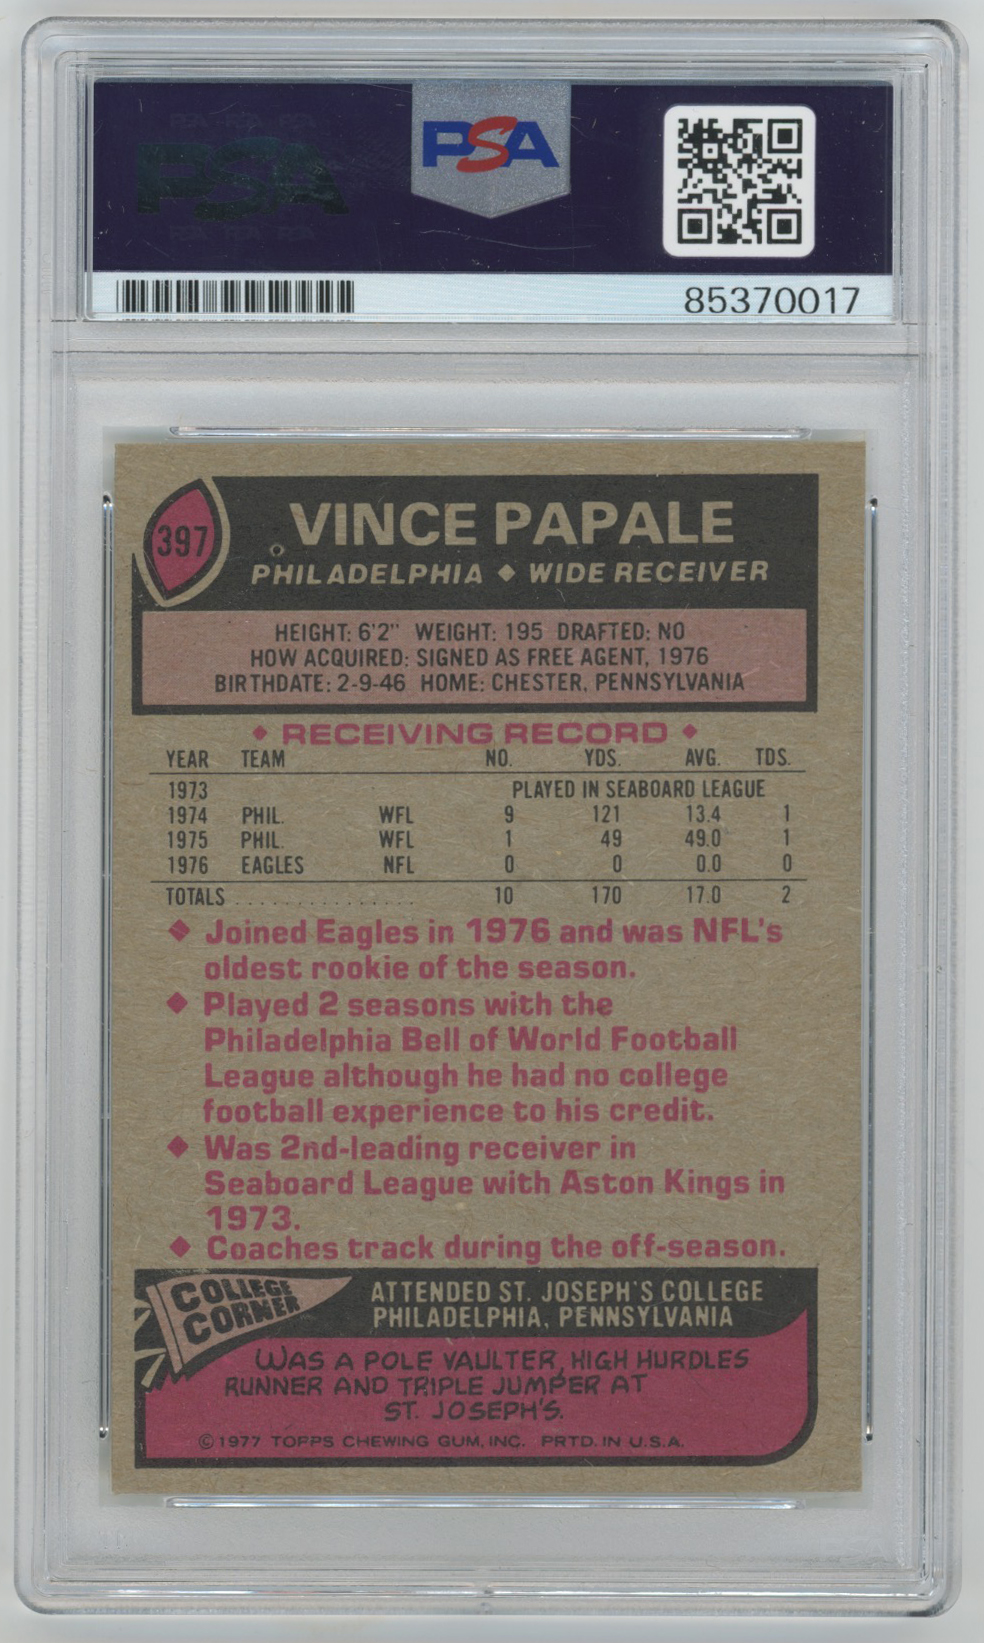 PSA
PSA
85370017
397
VINCE PAPALE
PHILADELPHIA ◆ WIDE RECEIVER
HEIGHT: 6'2" WEIGHT: 195 DRAFTED: NO
HOW ACQUIRED: SIGNED AS FREE AGENT, 1976
BIRTHDATE: 2-9-46 HOME: CHESTER, PENNSYLVANIA
◆ RECEIVING RECORD ◆
YEAR TEAM NO. YDS. AVG. TDS.
1973 PLAYED IN SEABOARD LEAGUE
1974 PHIL. WFL 9 121 13.4 1
1975 PHIL. WFL 1 49 49.0 1
1976 EAGLES NFL 0 0 0.0 0
TOTALS . . . . . . . . . . . . . . . 10 170 17.0 2
◆ Joined Eagles in 1976 and was NFL's
oldest rookie of the season.
◆ Played 2 seasons with the
Philadelphia Bell of World Football
League although he had no college
football experience to his credit.
◆ Was 2nd-leading receiver in
Seaboard League with Aston Kings in
1973.
◆ Coaches track during the off-season.
COLLEGE
CORNER
ATTENDED ST. JOSEPH'S COLLEGE
PHILADELPHIA, PENNSYLVANIA
WAS A POLE VAULTER, HIGH HURDLES
RUNNER AND TRIPLE JUMPER AT
ST. JOSEPH'S.
©1977 TOPPS CHEWING GUM, INC. PRTD. IN U.S.A.